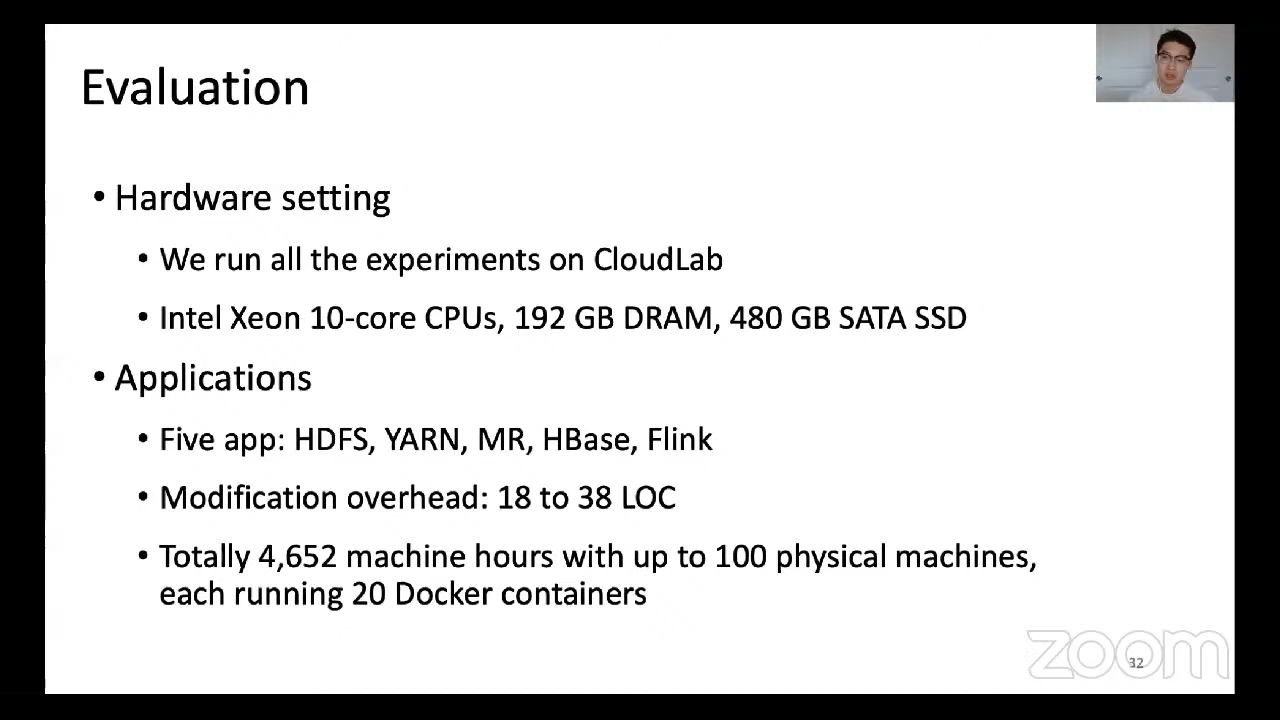 Evaluation
• Hardware setting
• We run all the experiments on CloudLab
• Intel Xeon 10-core CPUs, 192 GB DRAM, 480 GB SATA SSD
• Applications
• Five app: HDFS, YARN, MR, HBase, Flink
• Modification overhead: 18 to 38 LOC
• Totally 4,652 machine hours with up to 100 physical machines,
each running 20 Docker containers
zoom
32